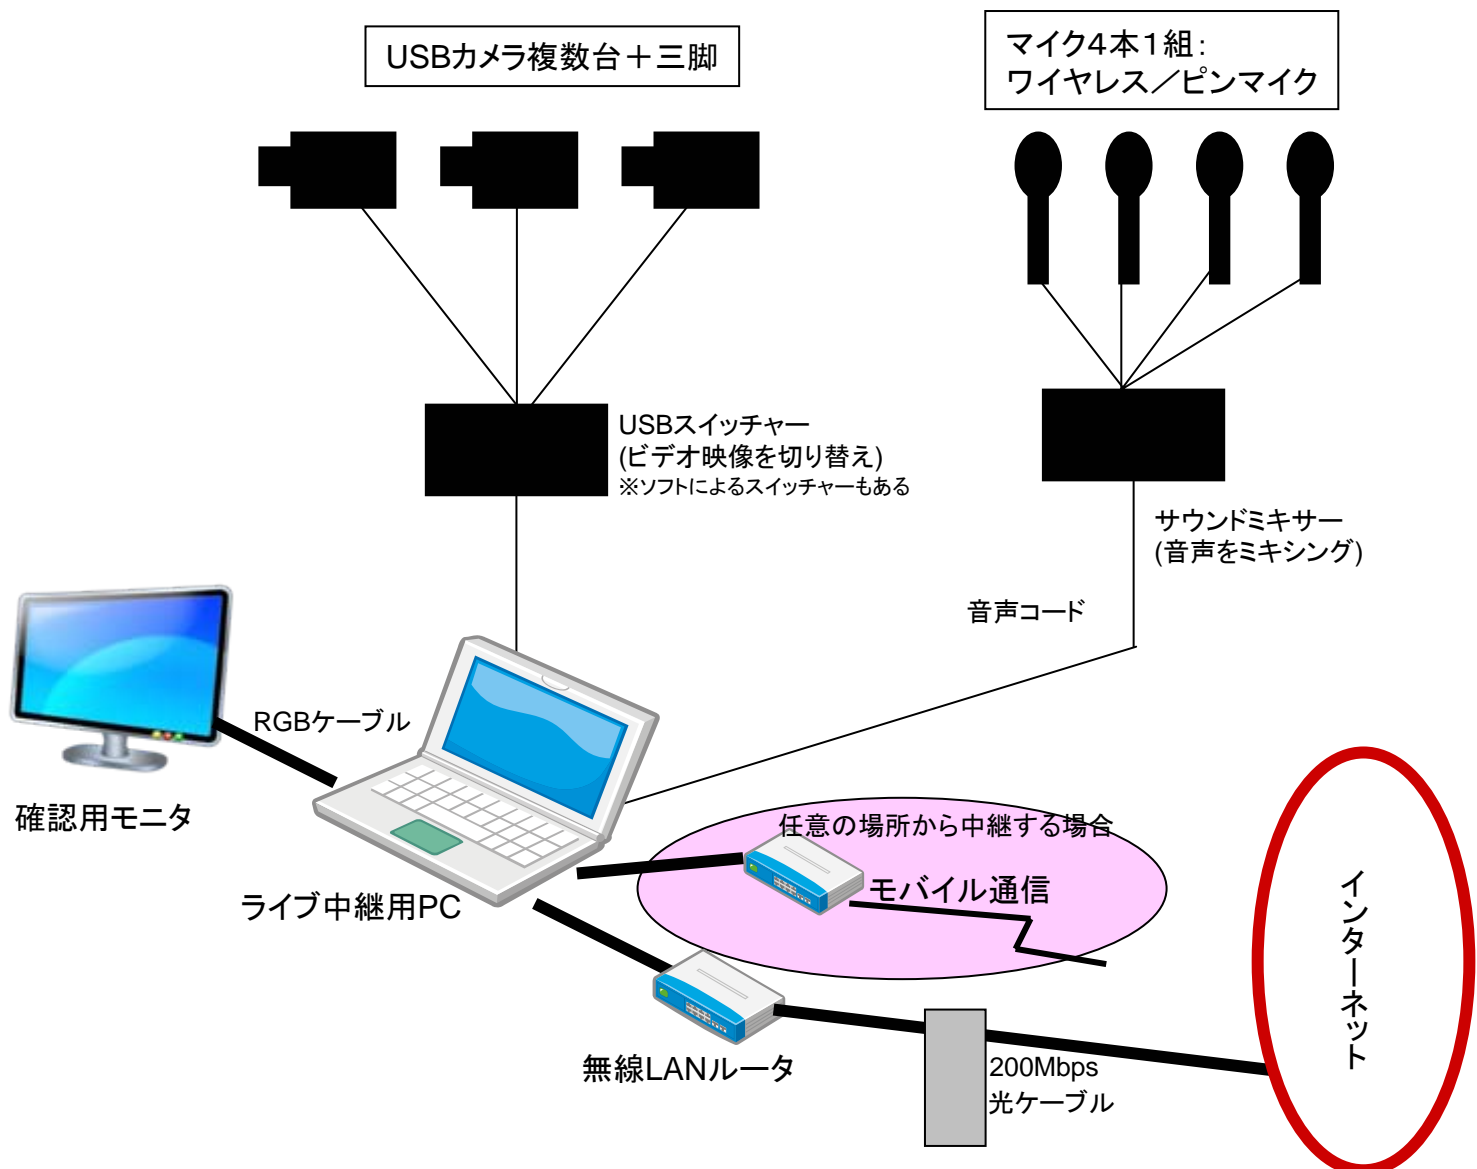 USBカメラ複数台＋三脚
マイク４本１組：
ワイヤレス／ピンマイク
USBスイッチャー
(ビデオ映像を切り替え)
※ソフトによるスイッチャーもある
サウンドミキサー
(音声をミキシング)
音声コード
RGBケーブル
確認用モニタ
ライブ中継用PC
任意の場所から中継する場合
モバイル通信
インターネット
無線LANルータ
200Mbps
光ケーブル